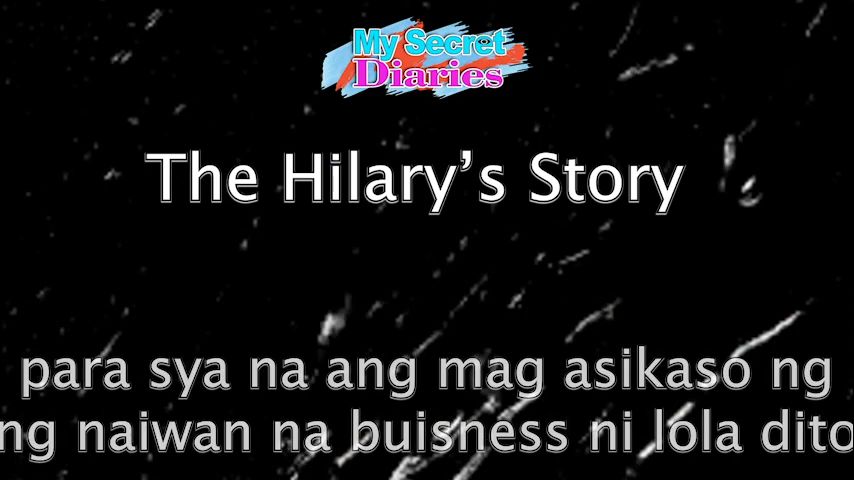 My Secret
Diaries
The Hilary’s Story
para sya na ang mag asikaso ng
ng naiwan na buisness ni lola dito